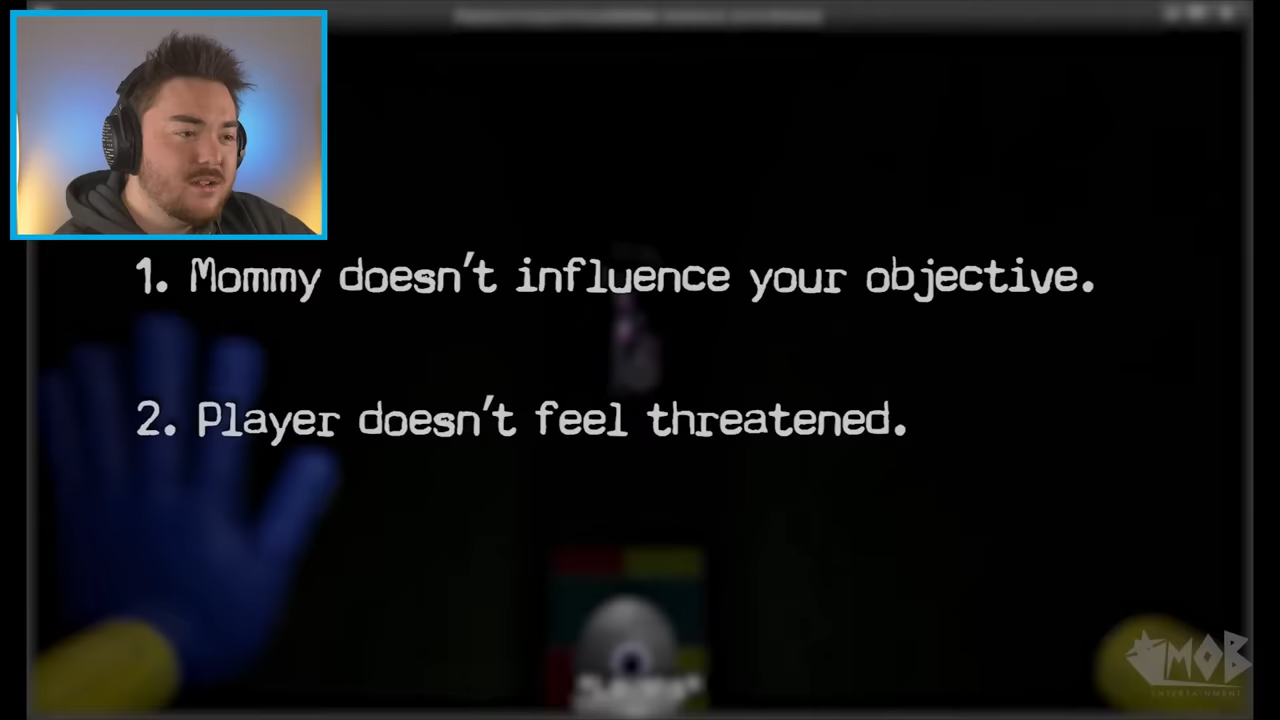 1. Mommy doesn't influence your objective.
2. Player doesn't feel threatened.
MOB
ENTERTAINMENT